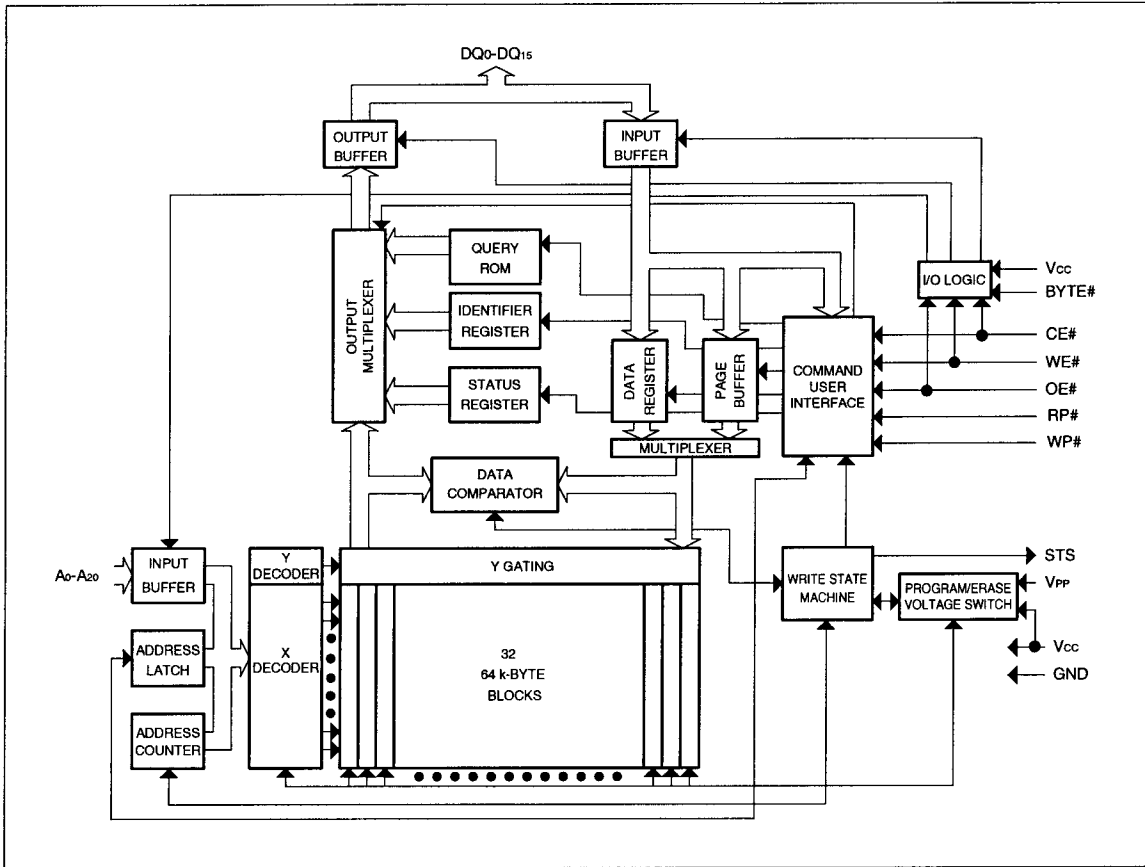 DQ0-DQ15
OUTPUT
BUFFER
INPUT
BUFFER
OUTPUT
MULTIPLEXER
QUERY
ROM
IDENTIFIER
REGISTER
STATUS
REGISTER
DATA
REGISTER
PAGE
BUFFER
COMMAND
USER
INTERFACE
I/O LOGIC
VCC
BYTE#
CE#
WE#
OE#
RP#
WP#
MULTIPLEXER
DATA
COMPARATOR
A0-A20
INPUT
BUFFER
Y
DECODER
Y GATING
WRITE STATE
MACHINE
STS
PROGRAM/ERASE
VOLTAGE SWITCH
VPP
VCC
GND
ADDRESS
LATCH
X
DECODER
32
64 k-BYTE
BLOCKS
ADDRESS
COUNTER